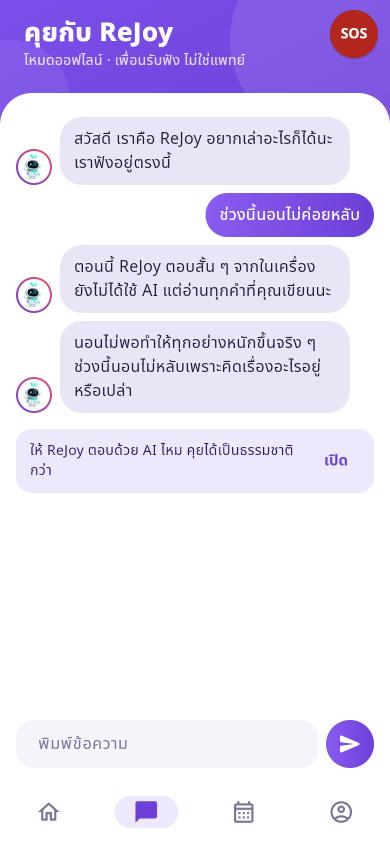 คุยกับ ReJoy
SOS
โหมดออฟไลน์ · เพื่อนรับฟัง ไม่ใช่แพทย์
สวัสดี เราคือ ReJoy อยากเล่าอะไรก็ได้นะ
เราฟังอยู่ตรงนี้
ช่วงนี้นอนไม่ค่อยหลับ
ตอนนี้ ReJoy ตอบสั้น ๆ จากในเครื่อง
ยังไม่ได้ใช้ AI แต่อ่านทุกคำที่คุณเขียนนะ
นอนไม่พอทำให้ทุกอย่างหนักขึ้นจริง ๆ
ช่วงนี้นอนไม่หลับเพราะคิดเรื่องอะไรอยู่
หรือเปล่า
ให้ ReJoy ตอบด้วย AI ไหม คุยได้เป็นธรรมชาติ
กว่า
เปิด
พิมพ์ข้อความ